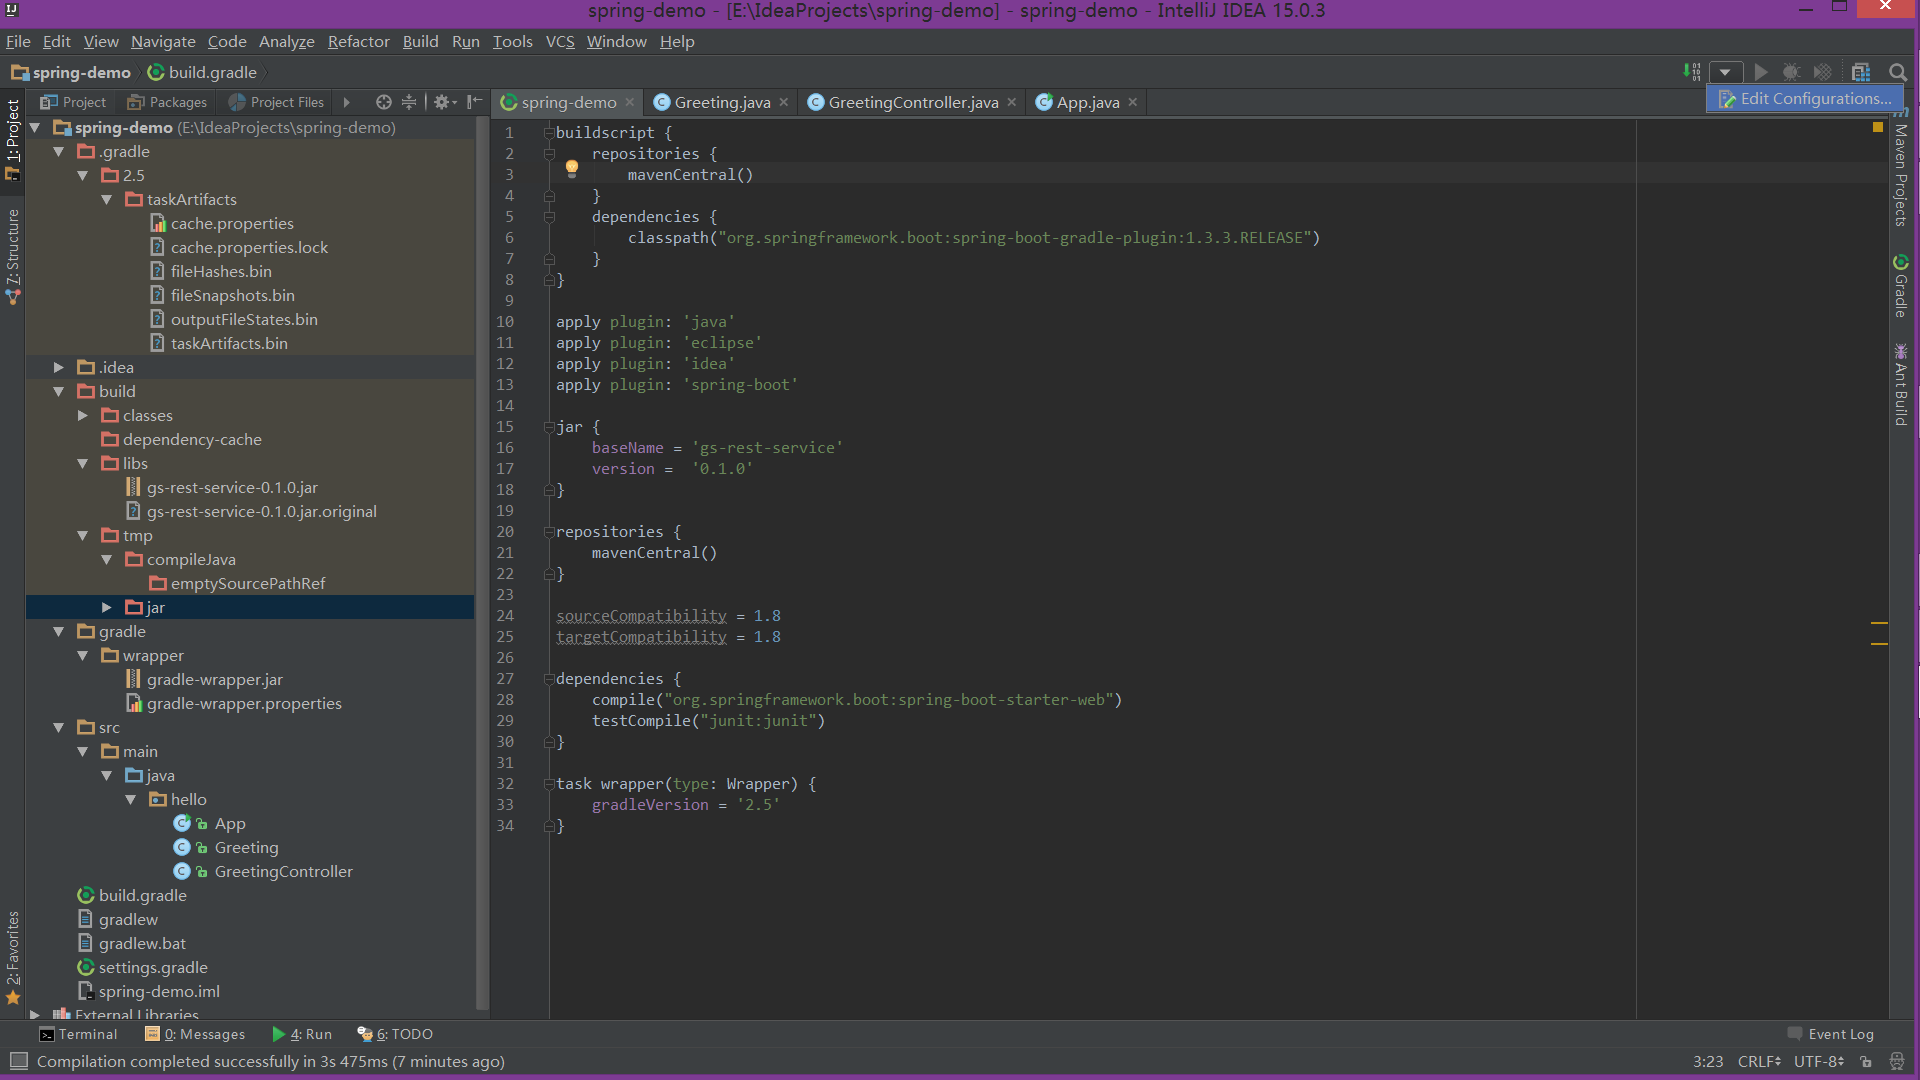 spring-demo - [E:\IdeaProjects\spring-demo] - spring-demo - IntelliJ IDEA 15.0.3
File Edit View Navigate Code Analyze Refactor Build Run Tools VCS Window Help
spring-demo build.gradle
Edit Configurations...
Project Packages Project Files
spring-demo Greeting.java GreetingController.java App.java
1: Project
Z: Structure
2: Favorites
spring-demo (E:\IdeaProjects\spring-demo)
.gradle
2.5
taskArtifacts
cache.properties
cache.properties.lock
fileHashes.bin
fileSnapshots.bin
outputFileStates.bin
taskArtifacts.bin
.idea
build
classes
dependency-cache
libs
gs-rest-service-0.1.0.jar
gs-rest-service-0.1.0.jar.original
tmp
compileJava
emptySourcePathRef
jar
gradle
wrapper
gradle-wrapper.jar
gradle-wrapper.properties
src
main
java
hello
App
Greeting
GreetingController
build.gradle
gradlew
gradlew.bat
settings.gradle
spring-demo.iml
External Libraries
1 buildscript {
2     repositories {
3         mavenCentral()
4     }
5     dependencies {
6         classpath("org.springframework.boot:spring-boot-gradle-plugin:1.3.3.RELEASE")
7     }
8 }
9
10 apply plugin: 'java'
11 apply plugin: 'eclipse'
12 apply plugin: 'idea'
13 apply plugin: 'spring-boot'
14
15 jar {
16     baseName = 'gs-rest-service'
17     version =  '0.1.0'
18 }
19
20 repositories {
21     mavenCentral()
22 }
23
24 sourceCompatibility = 1.8
25 targetCompatibility = 1.8
26
27 dependencies {
28     compile("org.springframework.boot:spring-boot-starter-web")
29     testCompile("junit:junit")
30 }
31
32 task wrapper(type: Wrapper) {
33     gradleVersion = '2.5'
34 }
Maven Projects
Gradle
Ant Build
Terminal 0: Messages 4: Run 6: TODO Event Log
Compilation completed successfully in 3s 475ms (7 minutes ago) 3:23 CRLF UTF-8